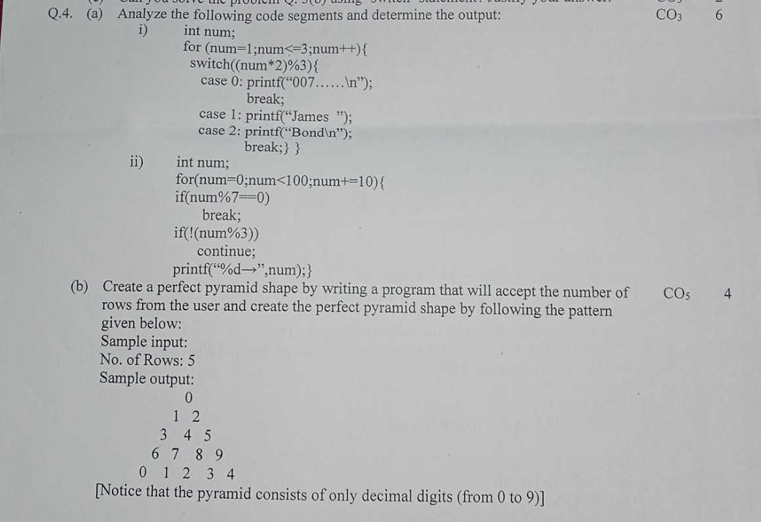 Q.4. (a) Analyze the following code segments and determine the output: CO3 6
i) int num;
for (num=1;num<=3;num++){
switch((num*2)%3){
case 0: printf(“007……\n”);
break;
case 1: printf(“James ”);
case 2: printf(“Bond\n”);
break;} }
ii) int num;
for(num=0;num<100;num+=10){
if(num%7==0)
break;
if(!(num%3))
continue;
printf(“%d→”,num);}
(b) Create a perfect pyramid shape by writing a program that will accept the number of CO5 4
rows from the user and create the perfect pyramid shape by following the pattern
given below:
Sample input:
No. of Rows: 5
Sample output:
0
1 2
3 4 5
6 7 8 9
0 1 2 3 4
[Notice that the pyramid consists of only decimal digits (from 0 to 9)]